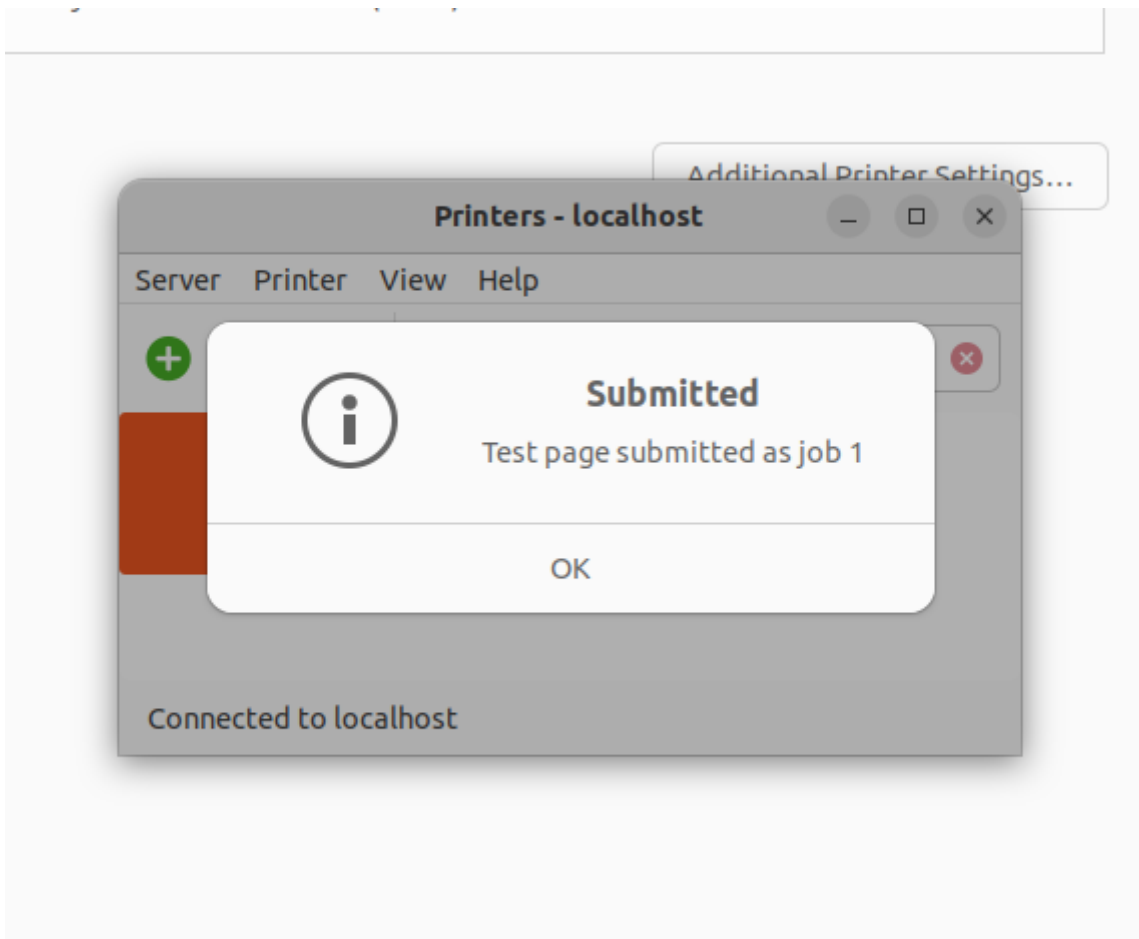 Additional Printer Settings...
Printers - localhost
Server Printer View Help
Submitted
Test page submitted as job 1
OK
Connected to localhost